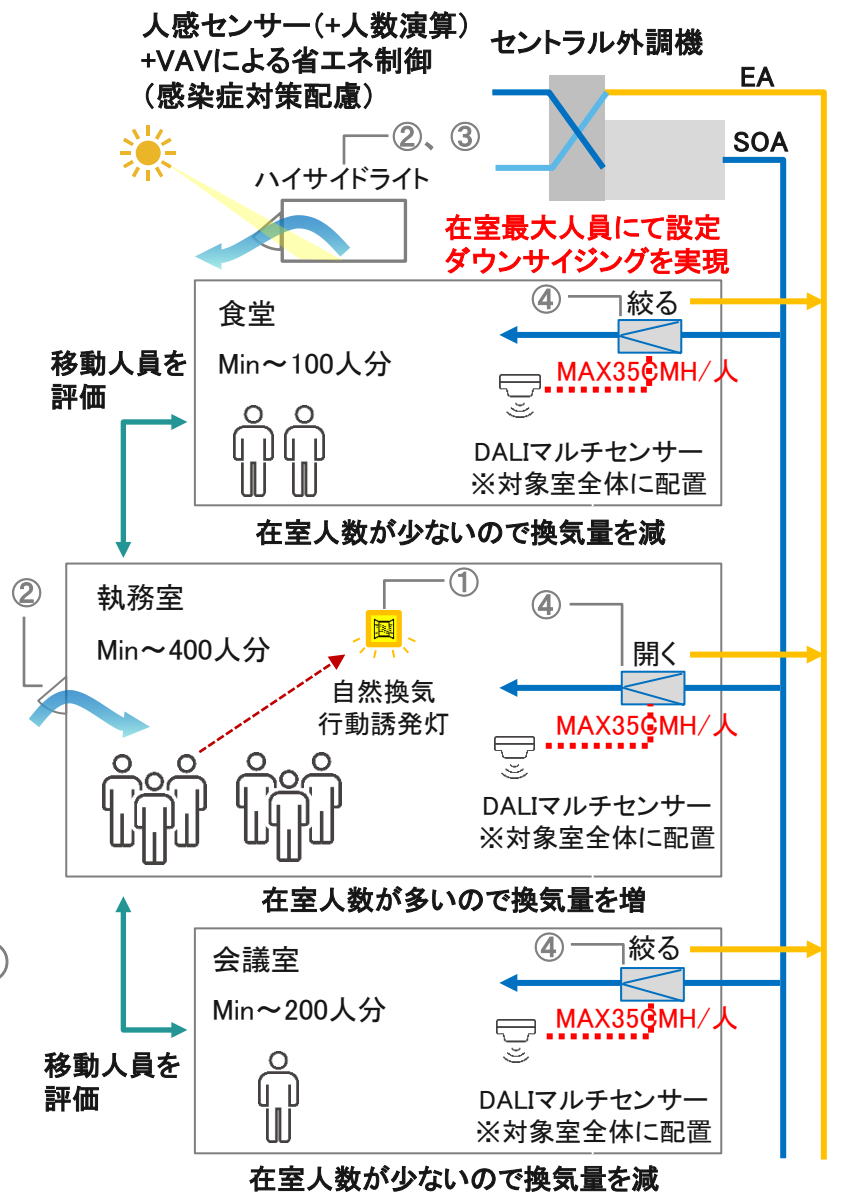 人感センサー(+人数演算)
+VAVによる省エネ制御
(感染症対策配慮)
セントラル外調機
EA
SOA
②、③
ハイサイドライト
在室最大人員にて設定
ダウンサイジングを実現
食堂
Min～100人分
④
絞る
MAX35CMH/人
DALIマルチセンサー
※対象室全体に配置
移動人員を
評価
在室人数が少ないので換気量を減
②
執務室
Min～400人分
①
自然換気
行動誘発灯
④
開く
MAX35CMH/人
DALIマルチセンサー
※対象室全体に配置
在室人数が多いので換気量を増
会議室
Min～200人分
④
絞る
MAX35CMH/人
DALIマルチセンサー
※対象室全体に配置
移動人員を
評価
在室人数が少ないので換気量を減